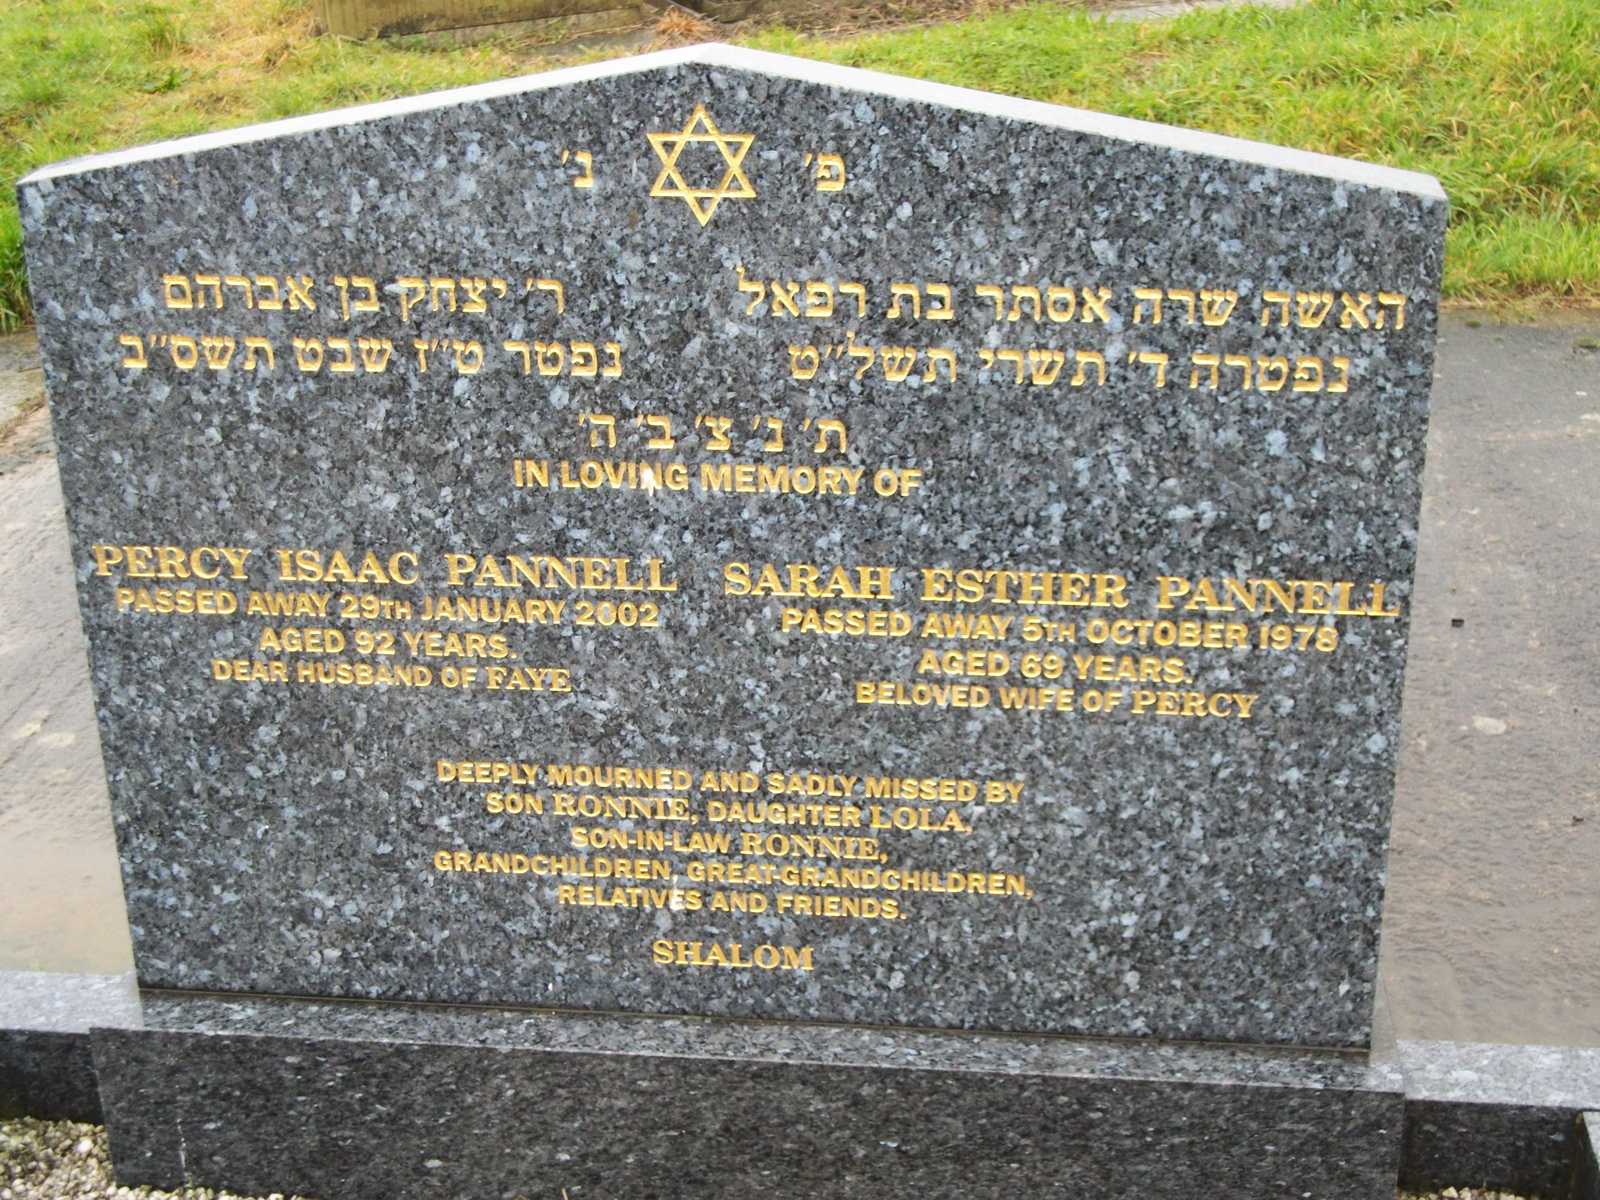 פ׳ נ׳
האשה שרה אסתר בת רפאל
נפטרה ד׳ תשרי תשל״ט
ר׳ יצחק בן אברהם
נפטר ט״ז שבט תשס״ב
ת׳ נ׳ צ׳ ב׳ ה׳
IN LOVING MEMORY OF
PERCY ISAAC PANNELL
PASSED AWAY 29TH JANUARY 2002
AGED 92 YEARS.
DEAR HUSBAND OF FAYE
SARAH ESTHER PANNELL
PASSED AWAY 5TH OCTOBER 1978
AGED 69 YEARS.
BELOVED WIFE OF PERCY
DEEPLY MOURNED AND SADLY MISSED BY
SON RONNIE, DAUGHTER LOLA,
SON-IN-LAW RONNIE,
GRANDCHILDREN, GREAT-GRANDCHILDREN,
RELATIVES AND FRIENDS.
SHALOM